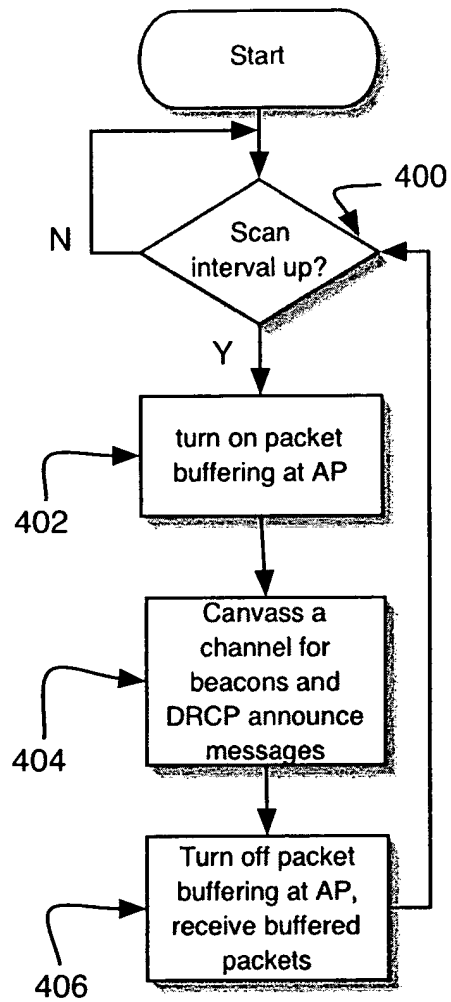 Start
400
Scan
interval up?
N
Y
turn on packet
buffering at AP
402
Canvass a
channel for
beacons and
DRCP announce
messages
404
Turn off packet
buffering at AP,
receive buffered
packets
406